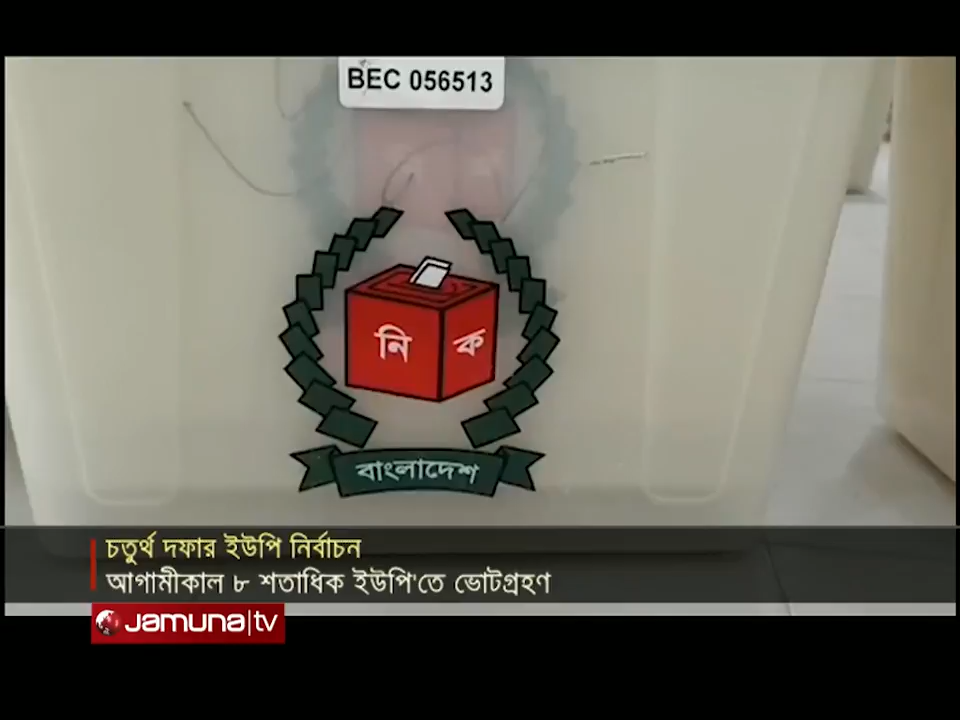 BEC 056513
নি ক
বাংলাদেশ
চতুর্থ দফার ইউপি নির্বাচন
আগামীকাল ৮ শতাধিক ইউপি'তে ভোটগ্রহণ
Jamuna|tv